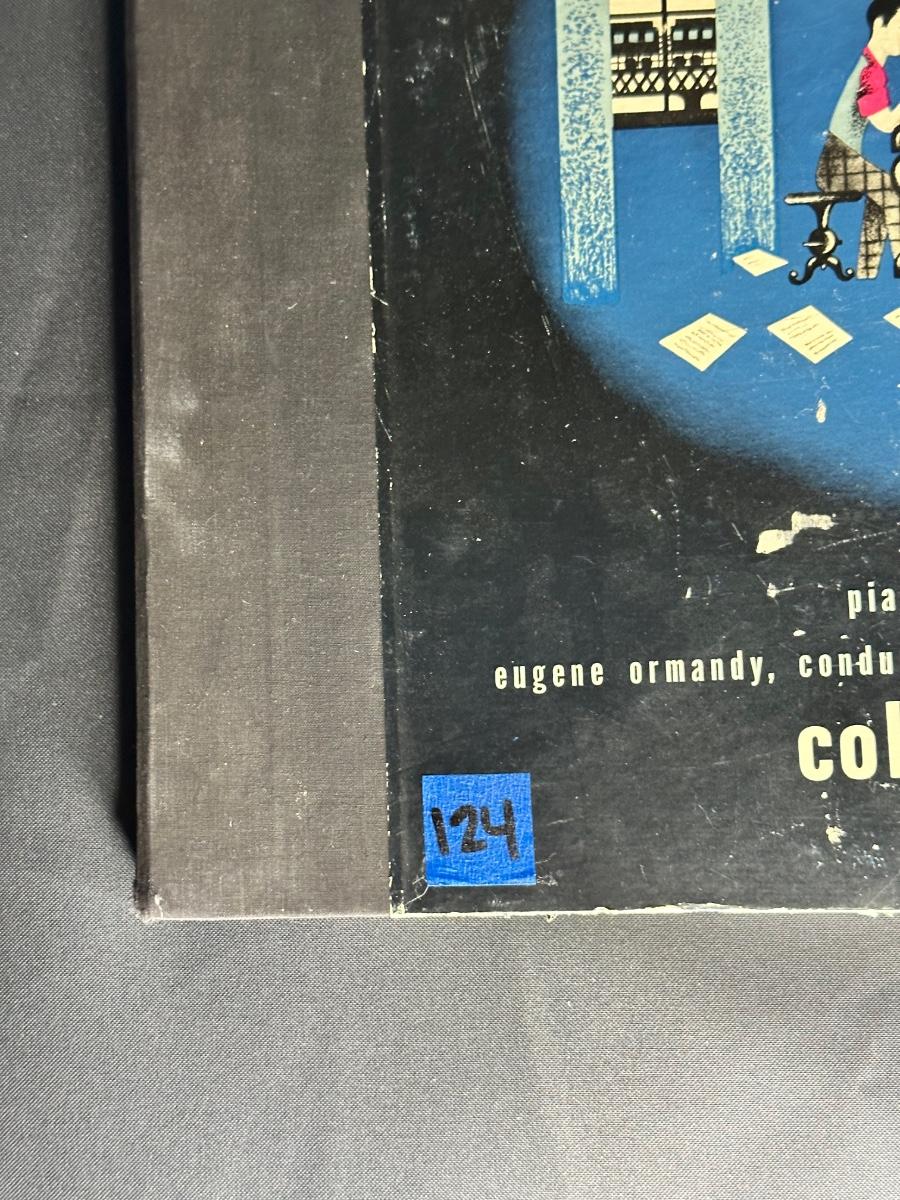 pia
eugene ormandy, condu
col
124